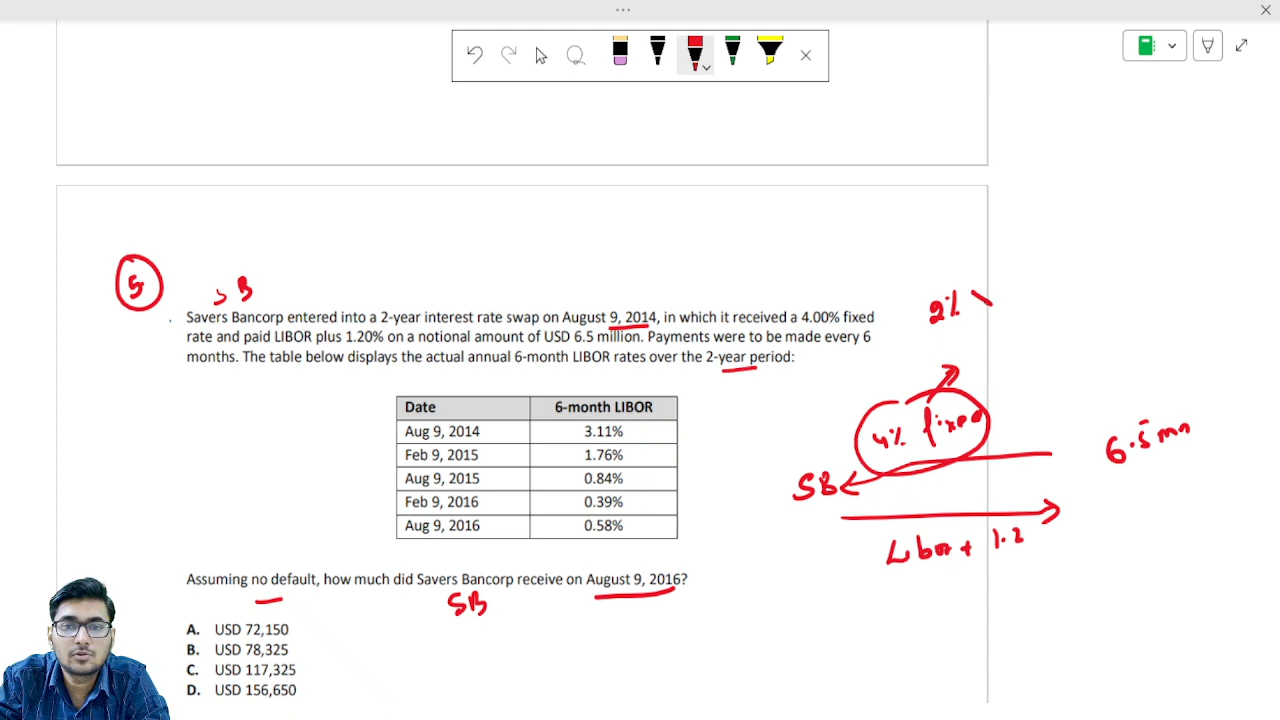 5
SB
2%
Savers Bancorp entered into a 2-year interest rate swap on August 9, 2014, in which it received a 4.00% fixed
rate and paid LIBOR plus 1.20% on a notional amount of USD 6.5 million. Payments were to be made every 6
months. The table below displays the actual annual 6-month LIBOR rates over the 2-year period:
Date 6-month LIBOR
Aug 9, 2014 3.11%
Feb 9, 2015 1.76%
Aug 9, 2015 0.84%
Feb 9, 2016 0.39%
Aug 9, 2016 0.58%
4% fixed
6.5 mn
SB
Libor + 1.2
Assuming no default, how much did Savers Bancorp receive on August 9, 2016?
SB
A. USD 72,150
B. USD 78,325
C. USD 117,325
D. USD 156,650